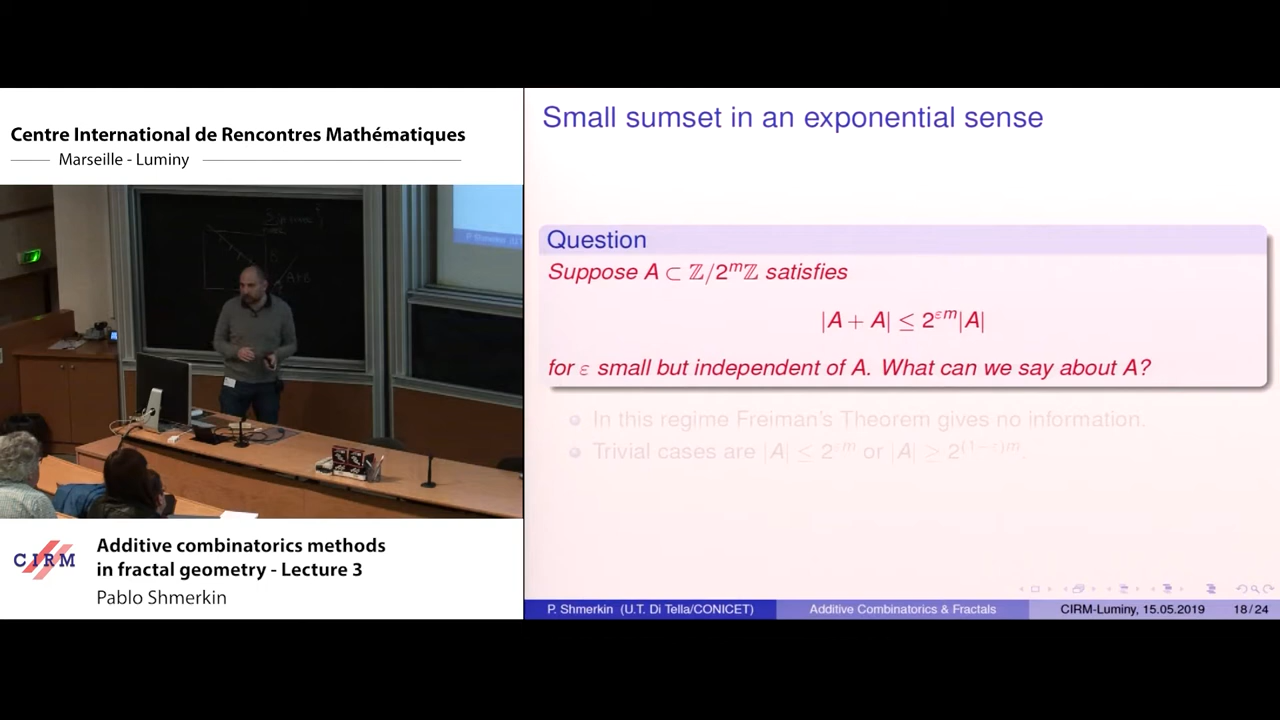 Centre International de Rencontres Mathématiques
Marseille - Luminy
A+B
CIRM
Additive combinatorics methods
in fractal geometry - Lecture 3
Pablo Shmerkin
Small sumset in an exponential sense
Question
Suppose A ⊂ ℤ/2^mℤ satisfies
|A + A| ≤ 2^{εm}|A|
for ε small but independent of A. What can we say about A?
In this regime Freiman's Theorem gives no information.
Trivial cases are |A| ≤ 2^{εm} or |A| ≥ 2^{(1−ε)m}.
P. Shmerkin (U.T. Di Tella/CONICET)
Additive Combinatorics & Fractals
CIRM-Luminy, 15.05.2019
18/24